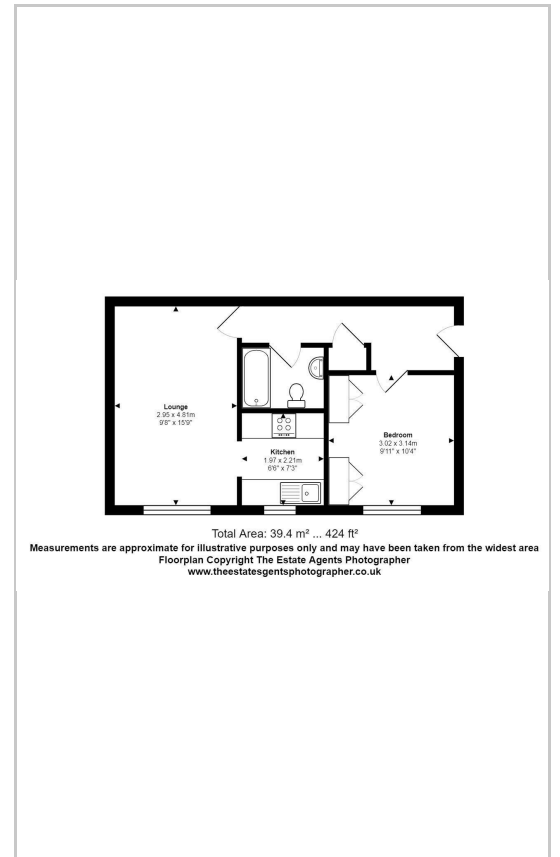 Lounge
2.95 x 4.81m
9'8" x 15'9"
Kitchen
1.97 x 2.21m
6'6" x 7'3"
Bedroom
3.02 x 3.14m
9'11" x 10'4"
Total Area: 39.4 m² ... 424 ft²
Measurements are approximate for illustrative purposes only and may have been taken from the widest area
Floorplan Copyright The Estate Agents Photographer
www.theestatesgentsphotographer.co.uk